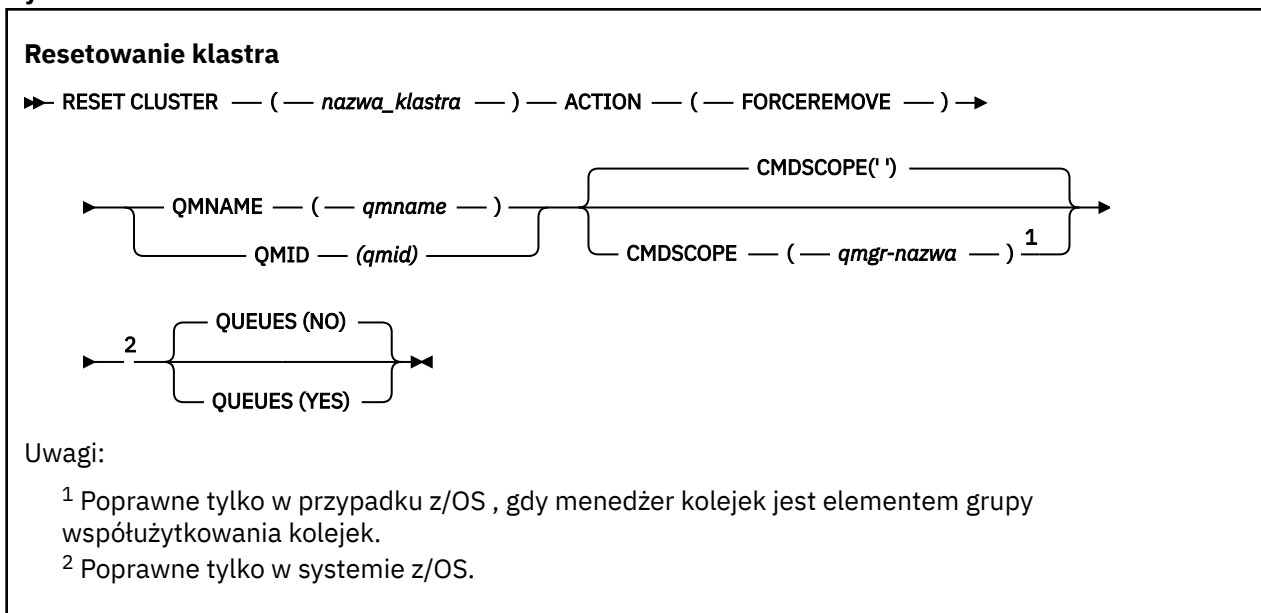 Resetowanie klastra
RESET CLUSTER ( nazwa_klastra ) ACTION ( FORCEREMOVE )
CMDSCOPE(' ')
QMNAME ( qmname )
QMID (qmid)
CMDSCOPE ( qmgr-nazwa ) 1
2
QUEUES (NO)
QUEUES (YES)
Uwagi:
1 Poprawne tylko w przypadku z/OS , gdy menedżer kolejek jest elementem grupy
współużytkowania kolejek.
2 Poprawne tylko w systemie z/OS.